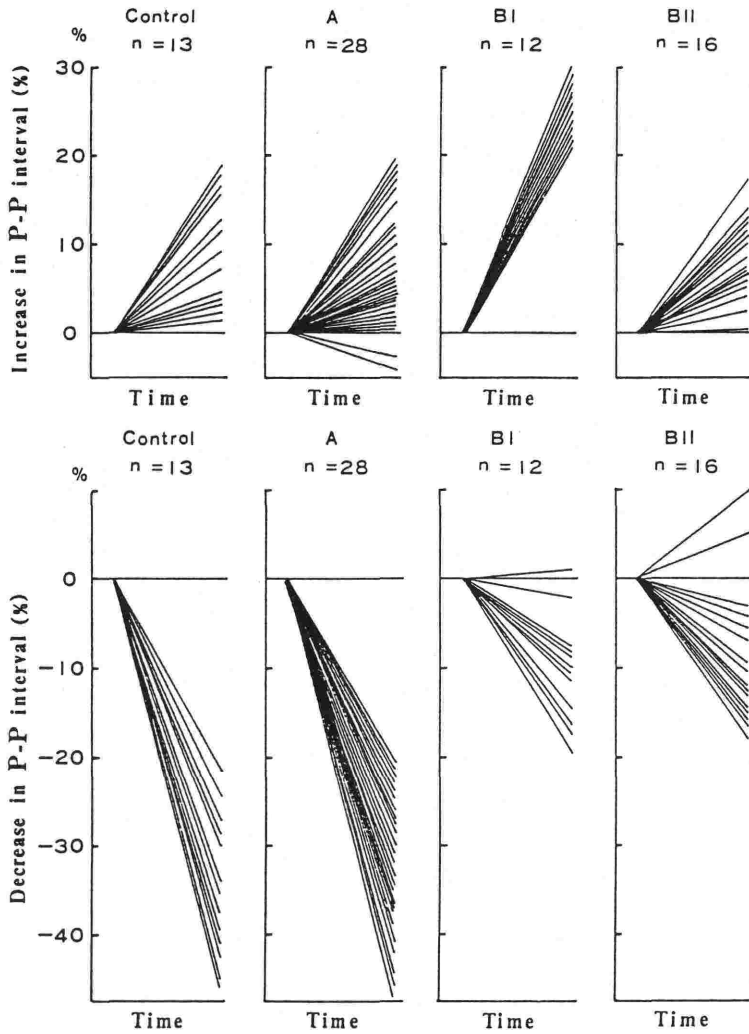 Control A BI BII
% n = 13 n = 28 n = 12 n = 16
Increase in P-P interval (%)
30
20
10
0
Time Time Time Time
Control A BI BII
% n = 13 n = 28 n = 12 n = 16
Decrease in P-P interval (%)
0
-10
-20
-30
-40
Time Time Time Time